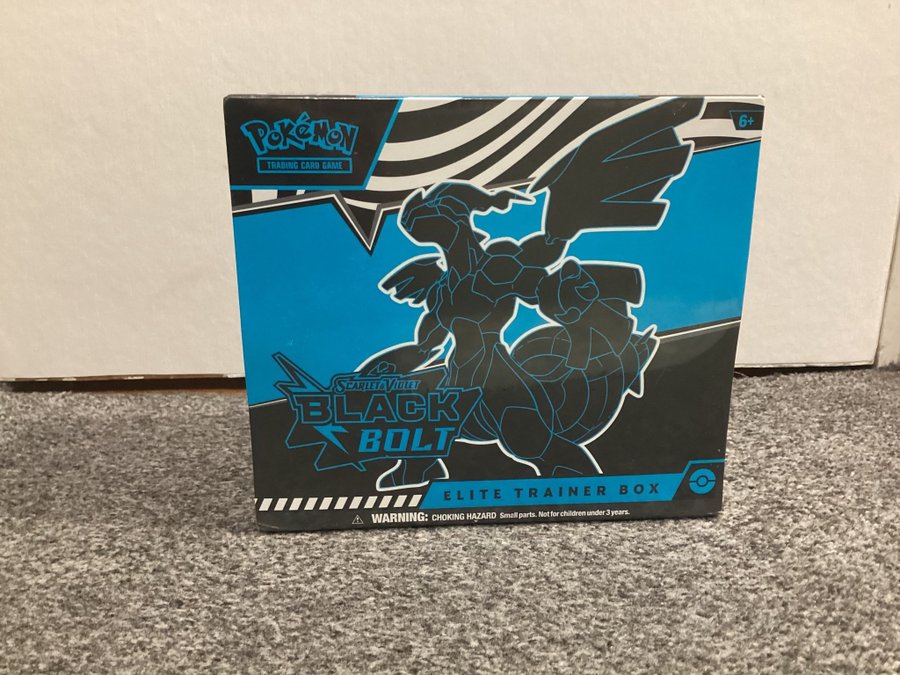 POKéMON
TRADING CARD GAME
6+
SCARLET & VIOLET
BLACK
BOLT
ELITE TRAINER BOX
WARNING: CHOKING HAZARD Small parts. Not for children under 3 years.